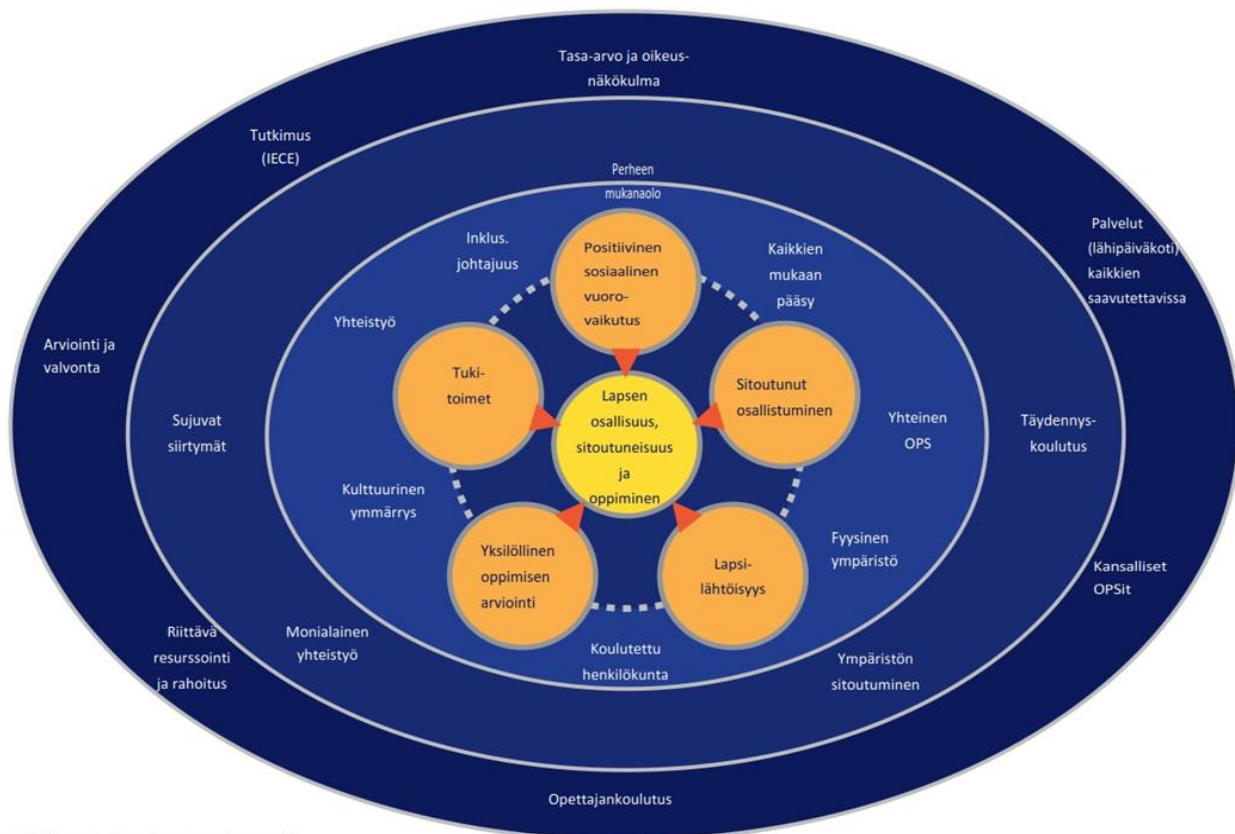 Tasa-arvo ja oikeus-
näkökulma
Tutkimus
(IECE)
Perheen
mukanaolo
Palvelut
(lähipäiväkoti)
kaikkien
saavutettavissa
Inklus.
johtajuus
Positiivinen
sosiaalinen
vuoro-
vaikutus
Kaikkien
mukaan
pääsy
Yhteistyö
Arviointi ja
valvonta
Tuki-
toimet
Sitoutunut
osallistuminen
Lapsen
osallisuus,
sitoutuneisuus
ja
oppiminen
Sujuvat
siirtymät
Yhteinen
OPS
Täydennys-
koulutus
Kulttuurinen
ymmärrys
Yksilöllinen
oppimisen
arviointi
Lapsi-
lähtöisyys
Fyysinen
ympäristö
Kansalliset
OPSit
Riittävä
resurssointi
ja rahoitus
Monialainen
yhteistyö
Koulutettu
henkilökunta
Ympäristön
sitoutuminen
Opettajankoulutus